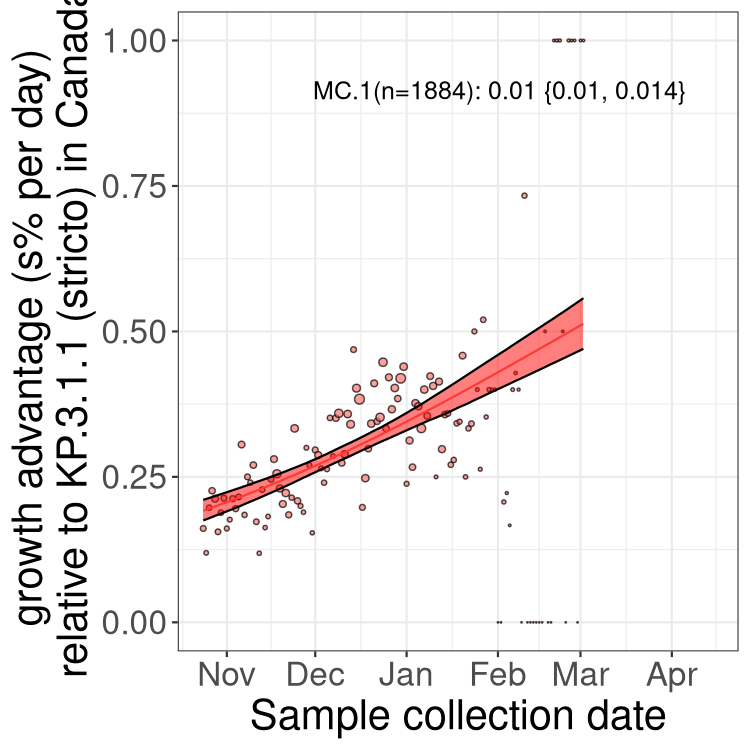 growth advantage (s% per day)
relative to KP.3.1.1 (stricto) in Canada
1.00
MC.1(n=1884): 0.01 {0.01, 0.014}
0.75
0.50
0.25
0.00
Nov Dec Jan Feb Mar Apr
Sample collection date